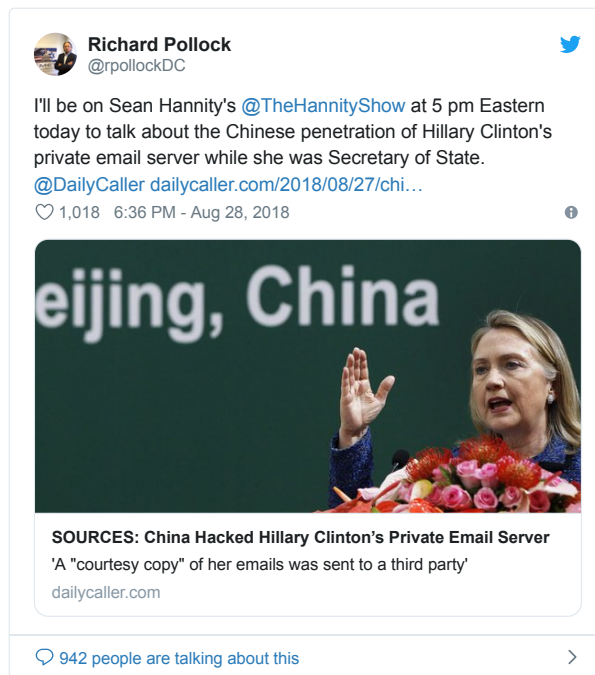 Richard Pollock
@rpollockDC
I'll be on Sean Hannity's @TheHannityShow at 5 pm Eastern
today to talk about the Chinese penetration of Hillary Clinton's
private email server while she was Secretary of State.
@DailyCaller dailycaller.com/2018/08/27/chi…
1,018 6:36 PM - Aug 28, 2018
eijing, China
SOURCES: China Hacked Hillary Clinton’s Private Email Server
'A "courtesy copy" of her emails was sent to a third party'
dailycaller.com
942 people are talking about this